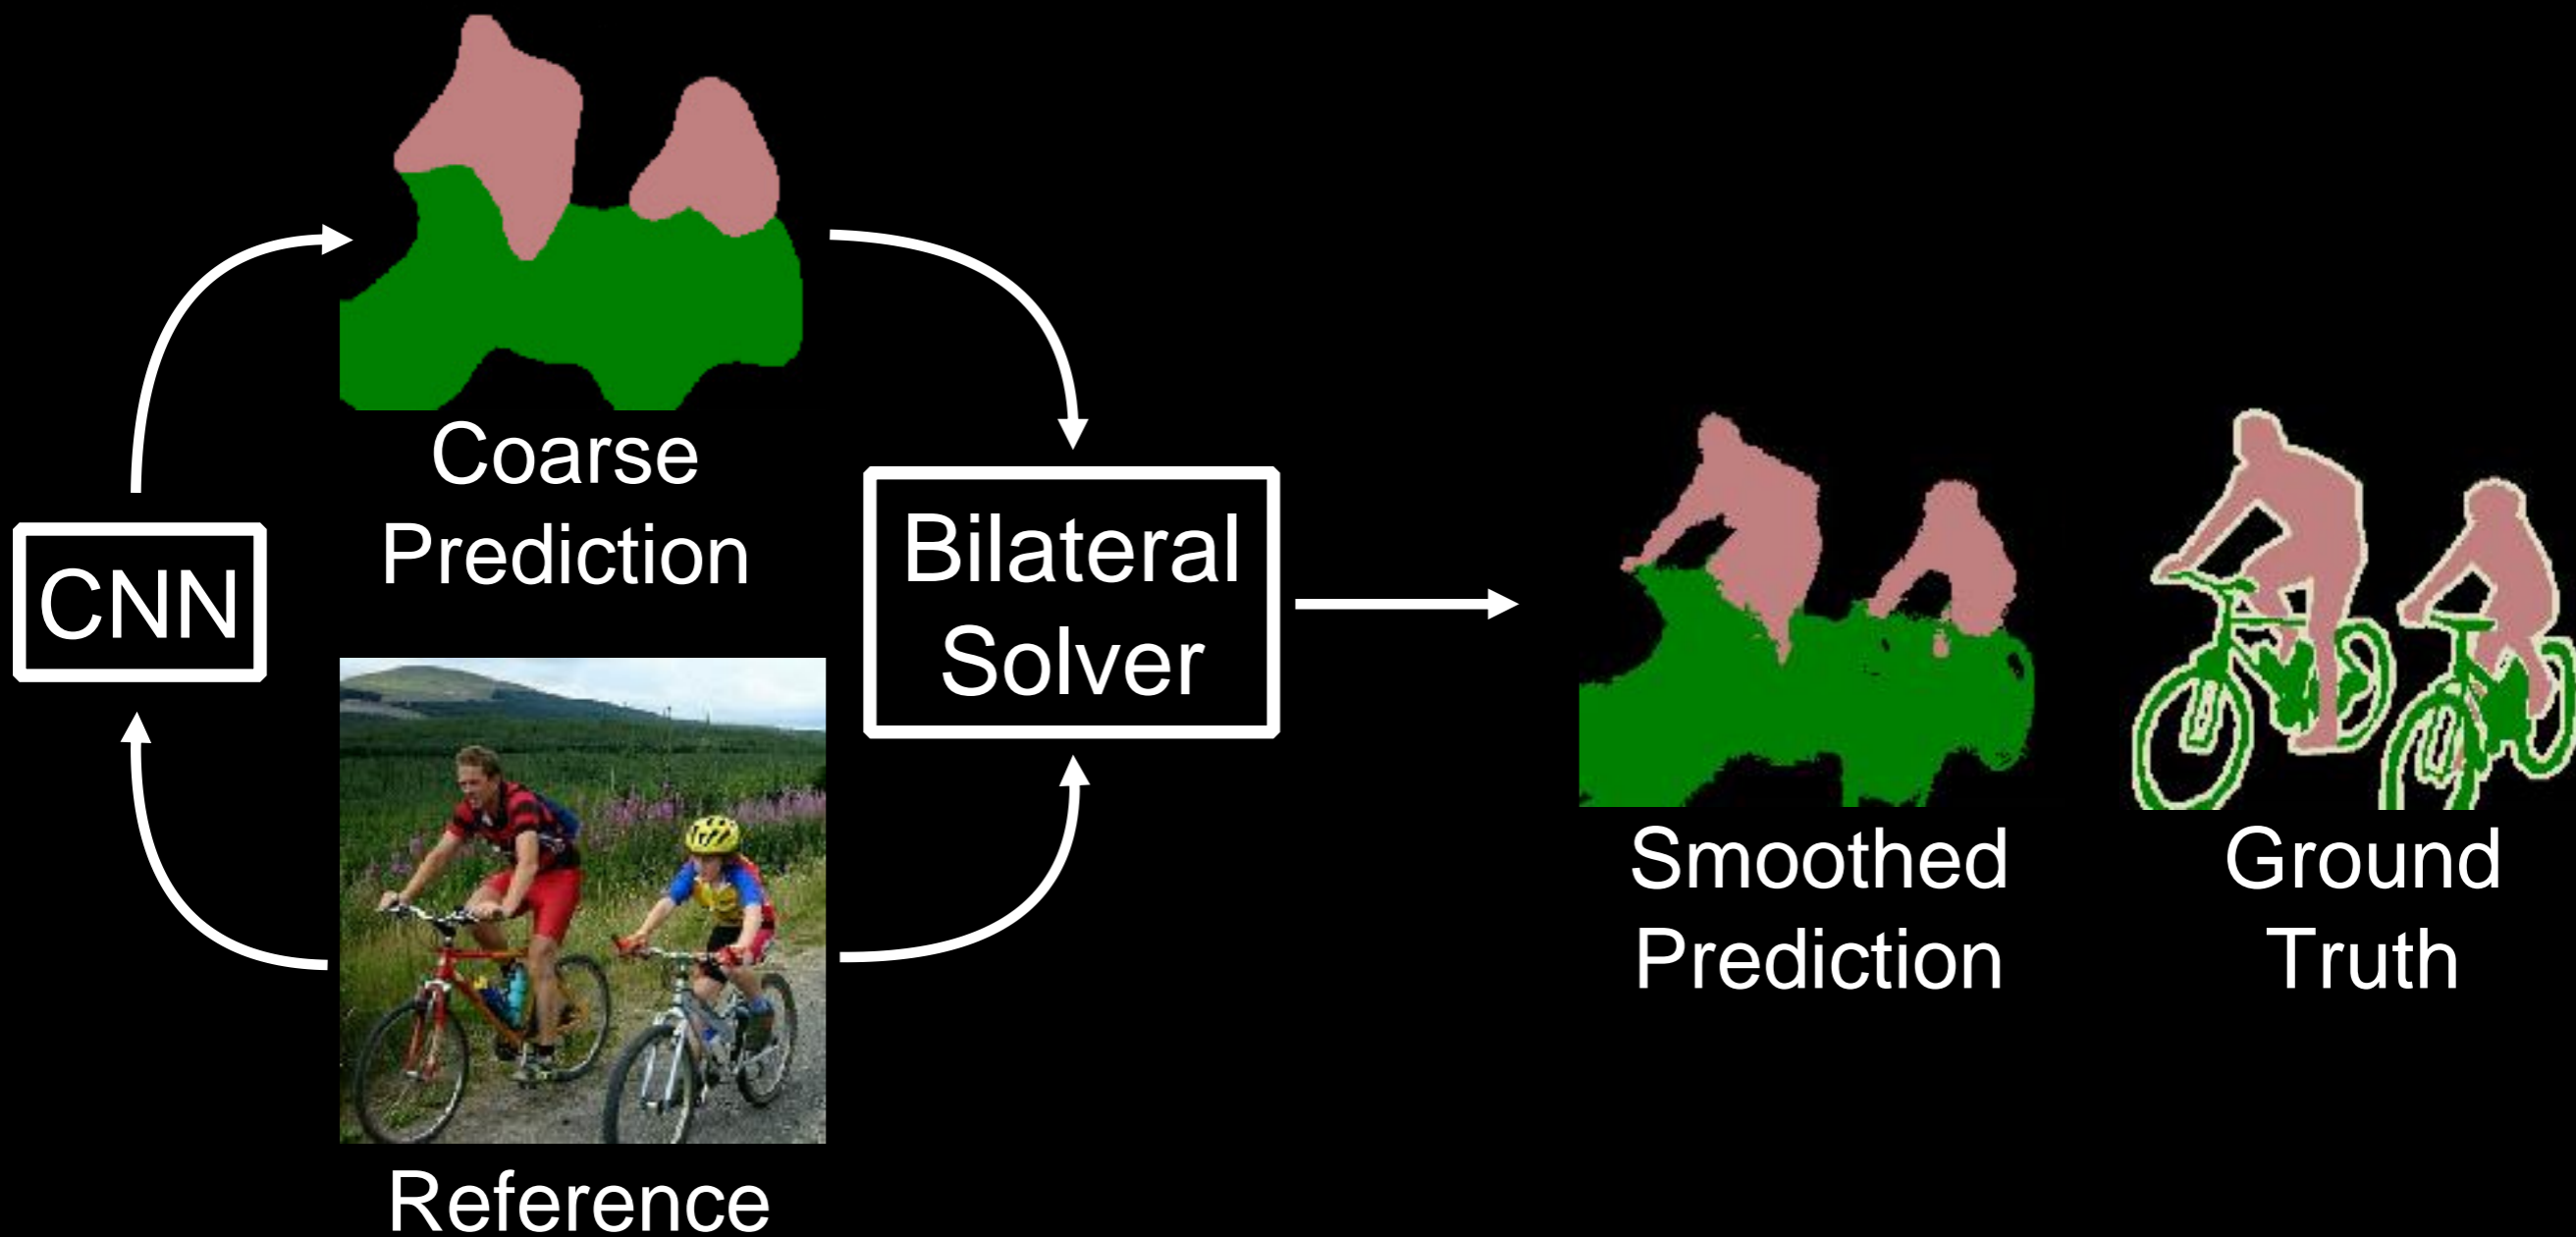 CNN
Coarse
Prediction
Reference
Bilateral
Solver
Smoothed
Prediction
Ground
Truth